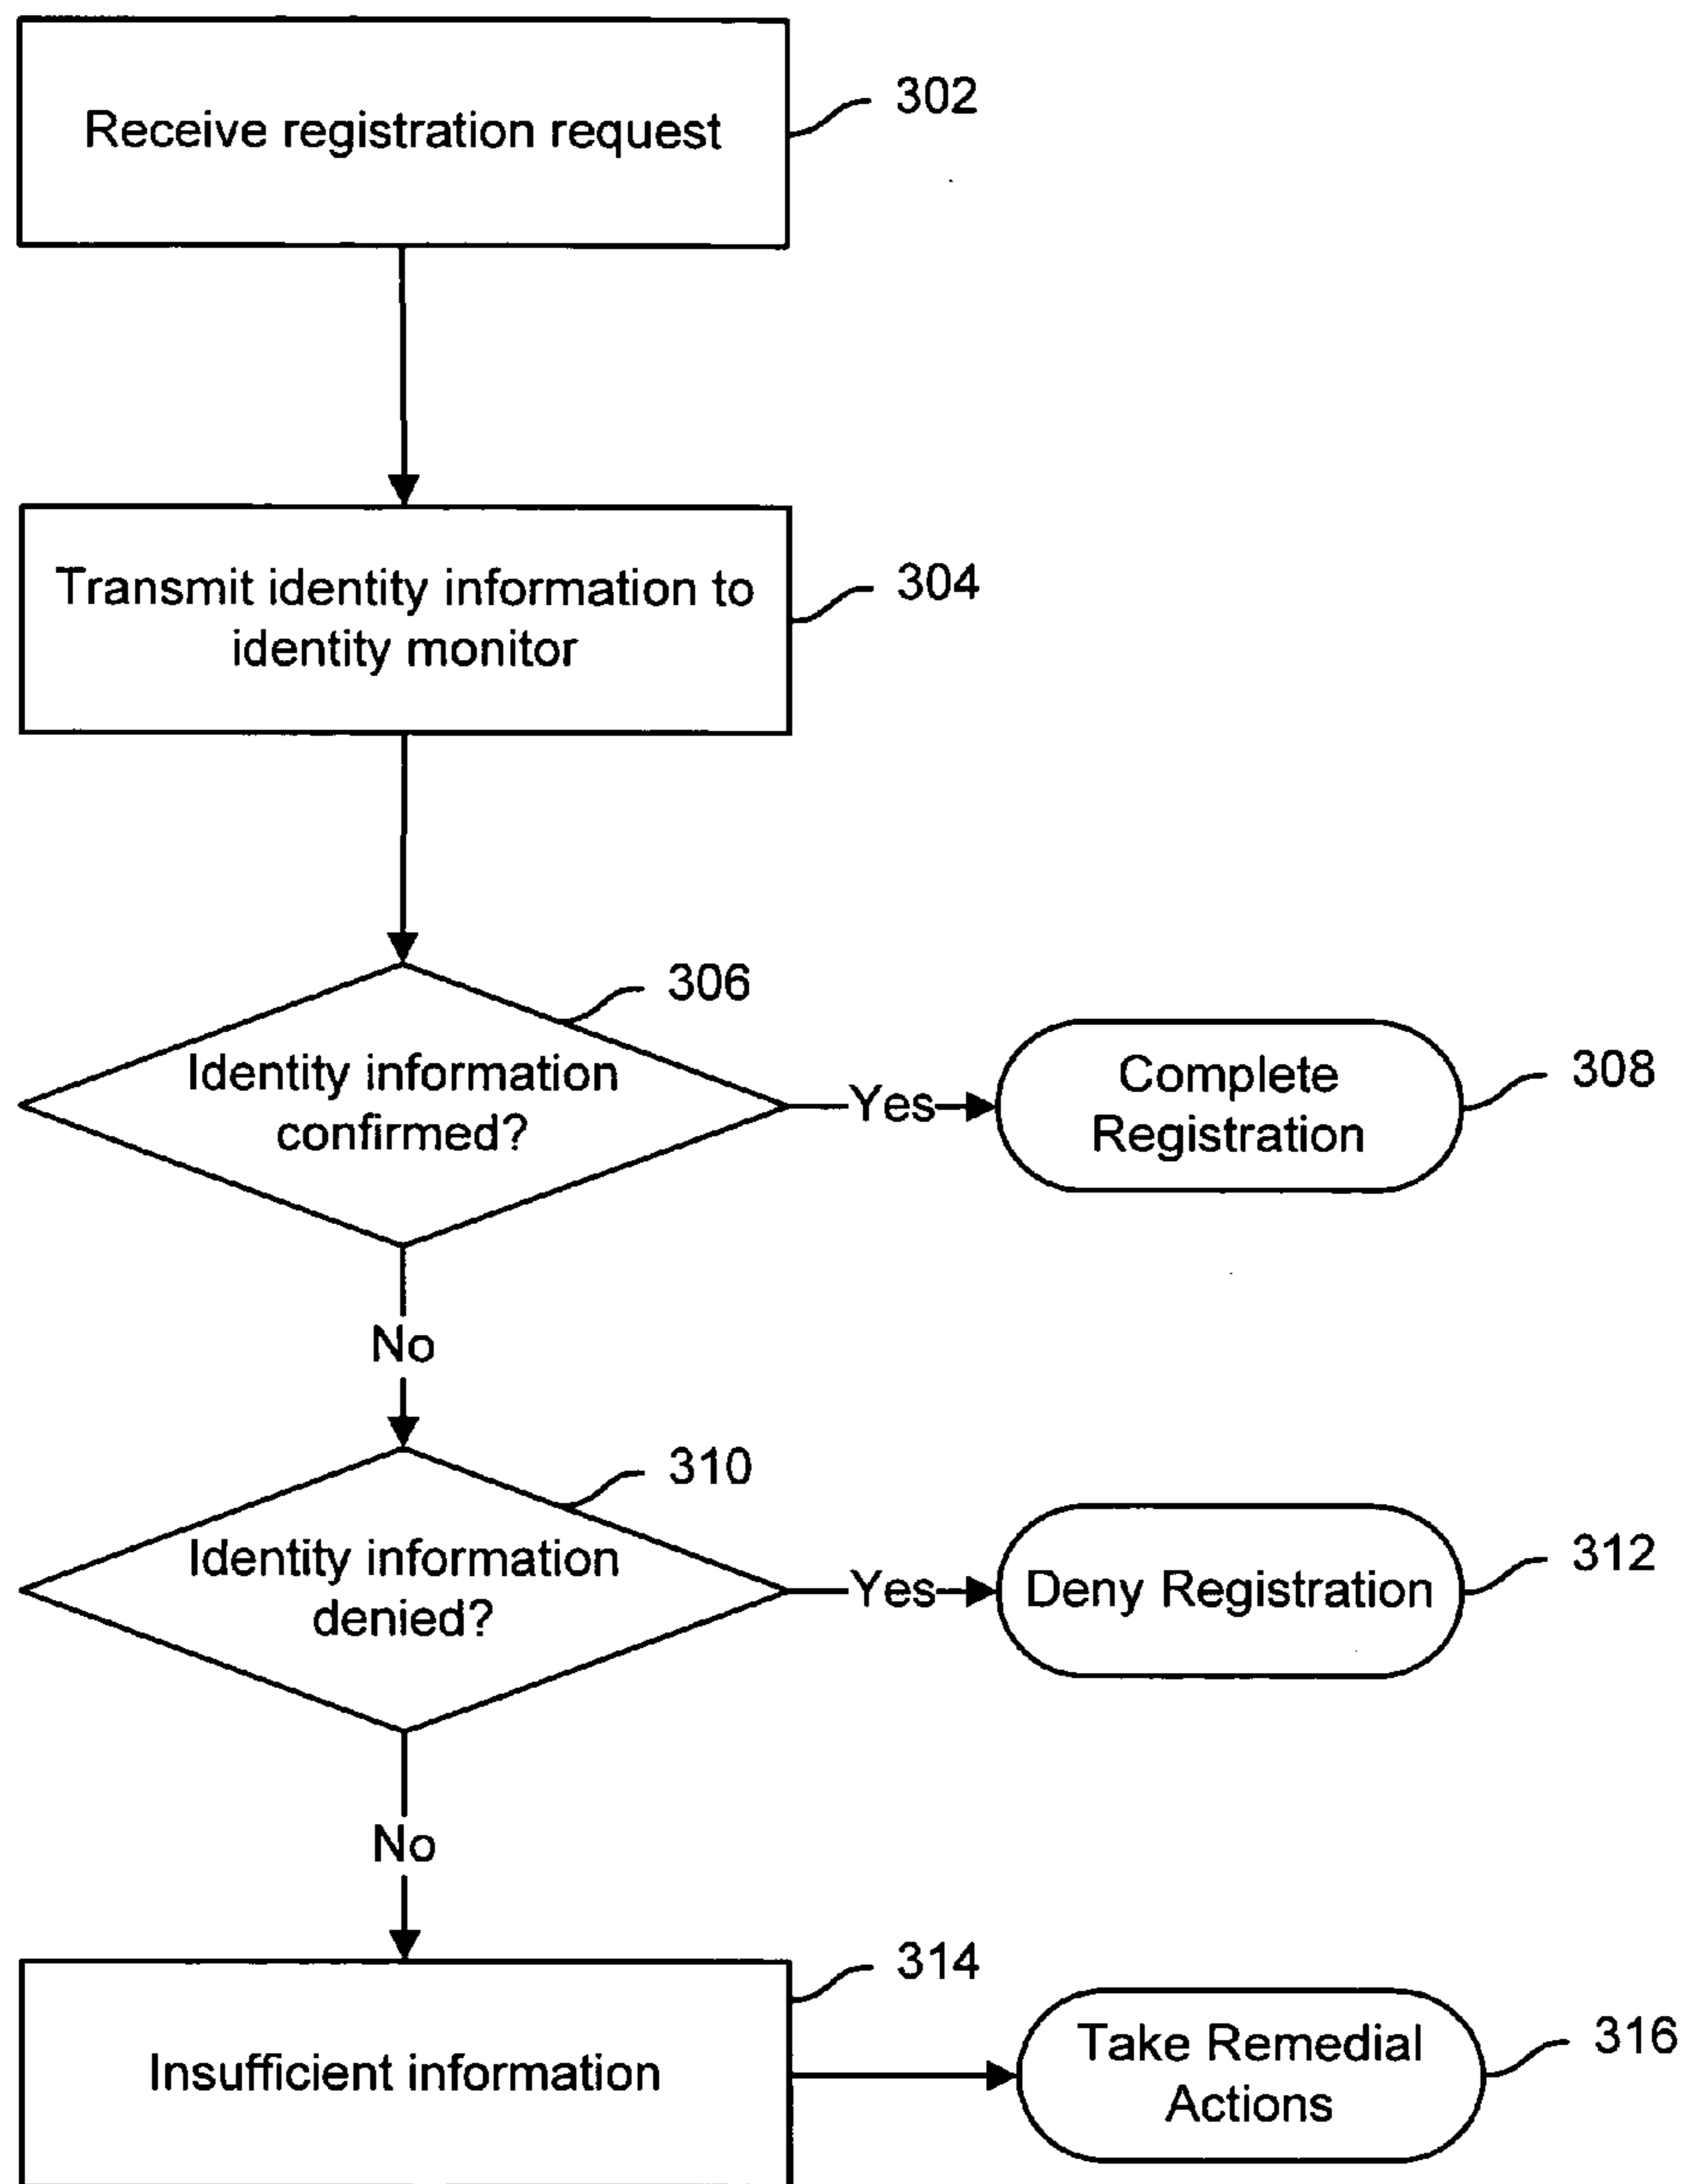 Receive registration request
302
Transmit identity information to
identity monitor
304
306
Identity information
confirmed?
Yes
Complete
Registration
308
No
310
Identity information
denied?
Yes
Deny Registration
312
No
314
Insufficient information
Take Remedial
Actions
316